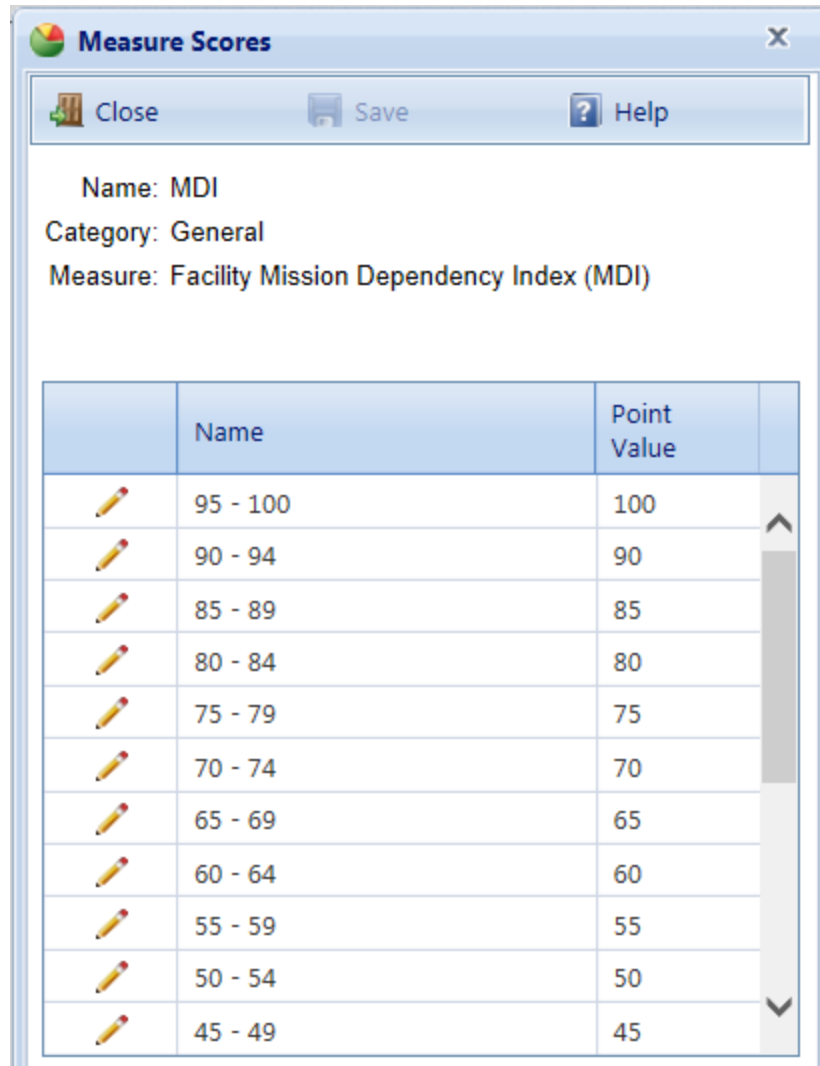 Measure Scores
Close Save Help
Name: MDI
Category: General
Measure: Facility Mission Dependency Index (MDI)
Name Point Value
95 - 100 100
90 - 94 90
85 - 89 85
80 - 84 80
75 - 79 75
70 - 74 70
65 - 69 65
60 - 64 60
55 - 59 55
50 - 54 50
45 - 49 45